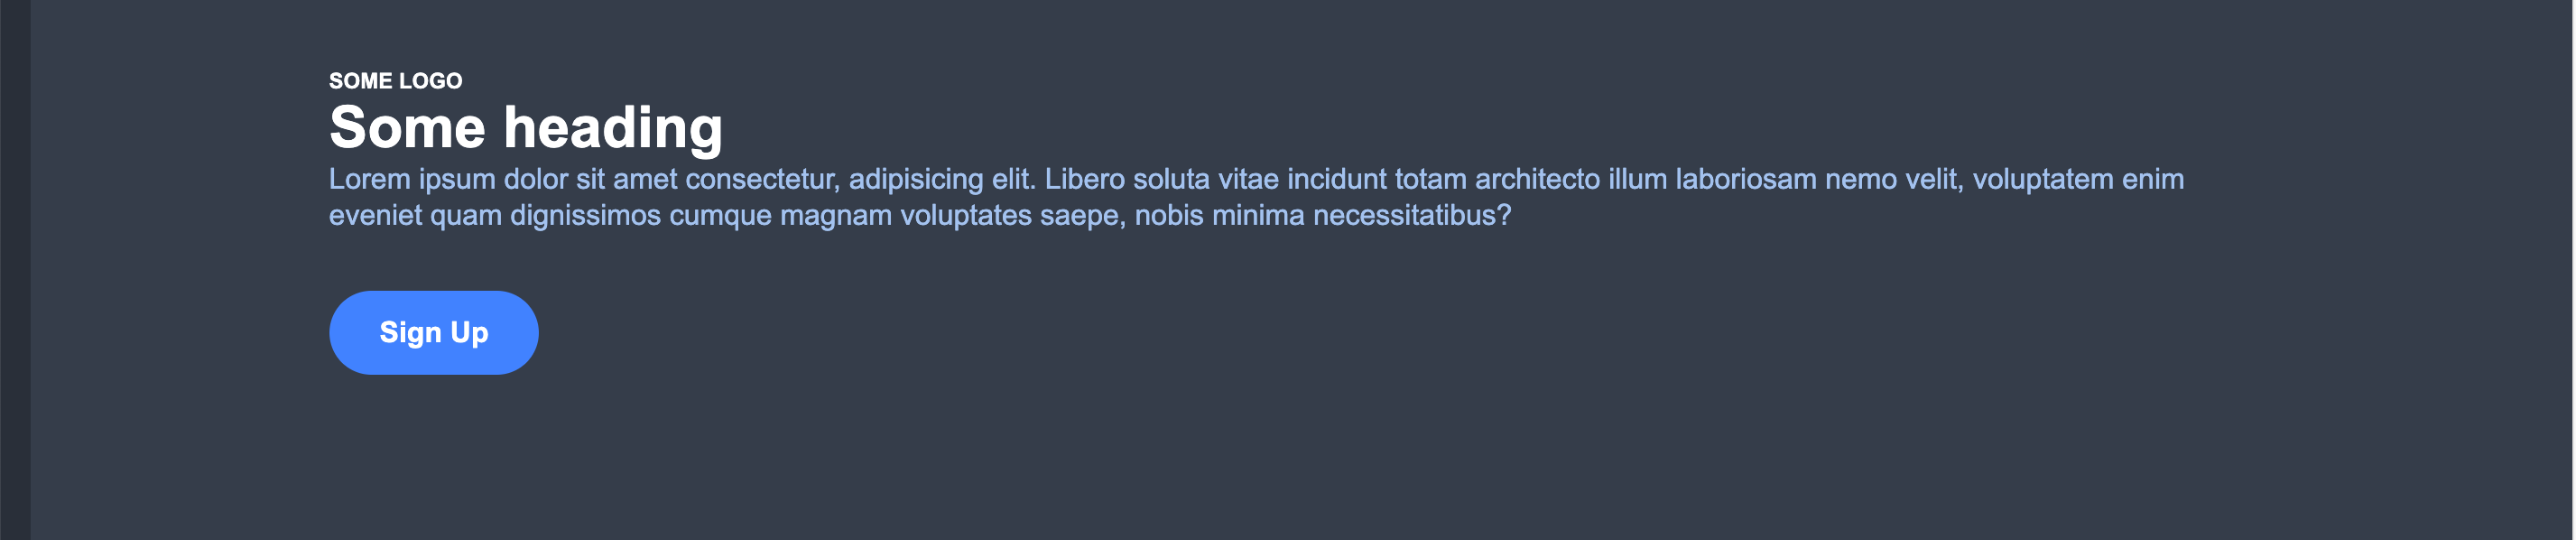 SOME LOGO
Some heading
Lorem ipsum dolor sit amet consectetur, adipisicing elit. Libero soluta vitae incidunt totam architecto illum laboriosam nemo velit, voluptatem enim
eveniet quam dignissimos cumque magnam voluptates saepe, nobis minima necessitatibus?
Sign Up